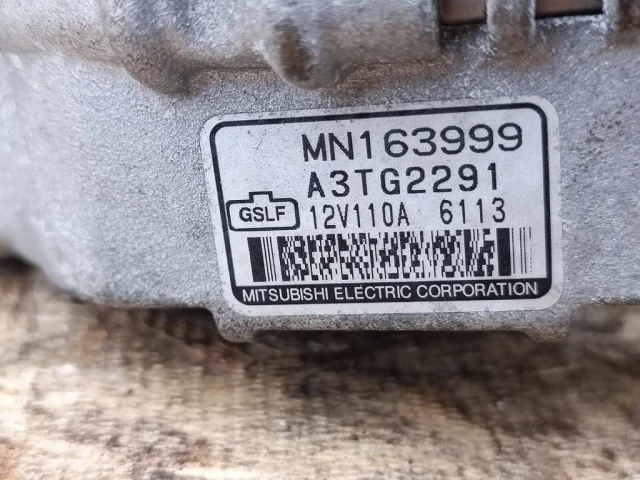 MN163999
A3TG2291
GSLF 12V110A 6113
MITSUBISHI ELECTRIC CORPORATION